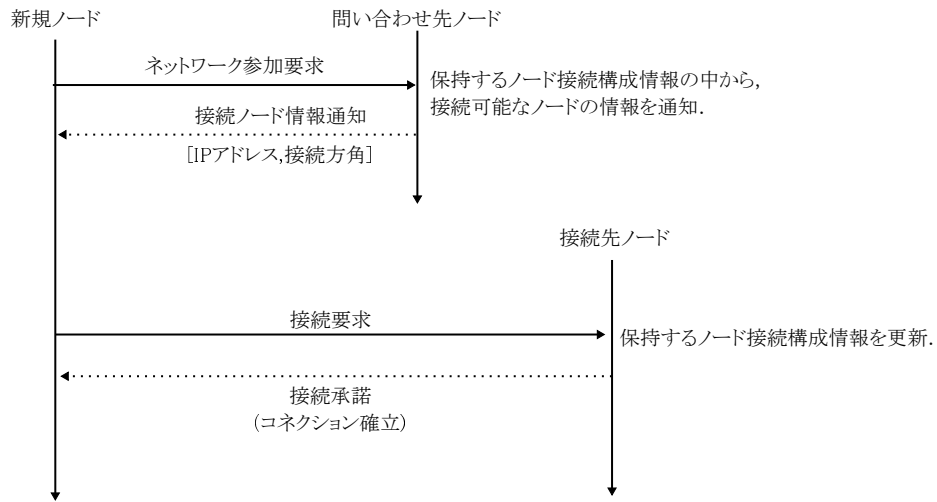 新規ノード
問い合わせ先ノード
ネットワーク参加要求
保持するノード接続構成情報の中から,
接続可能なノードの情報を通知.
接続ノード情報通知
[IPアドレス,接続方角]
接続先ノード
接続要求
保持するノード接続構成情報を更新.
接続承諾
(コネクション確立)